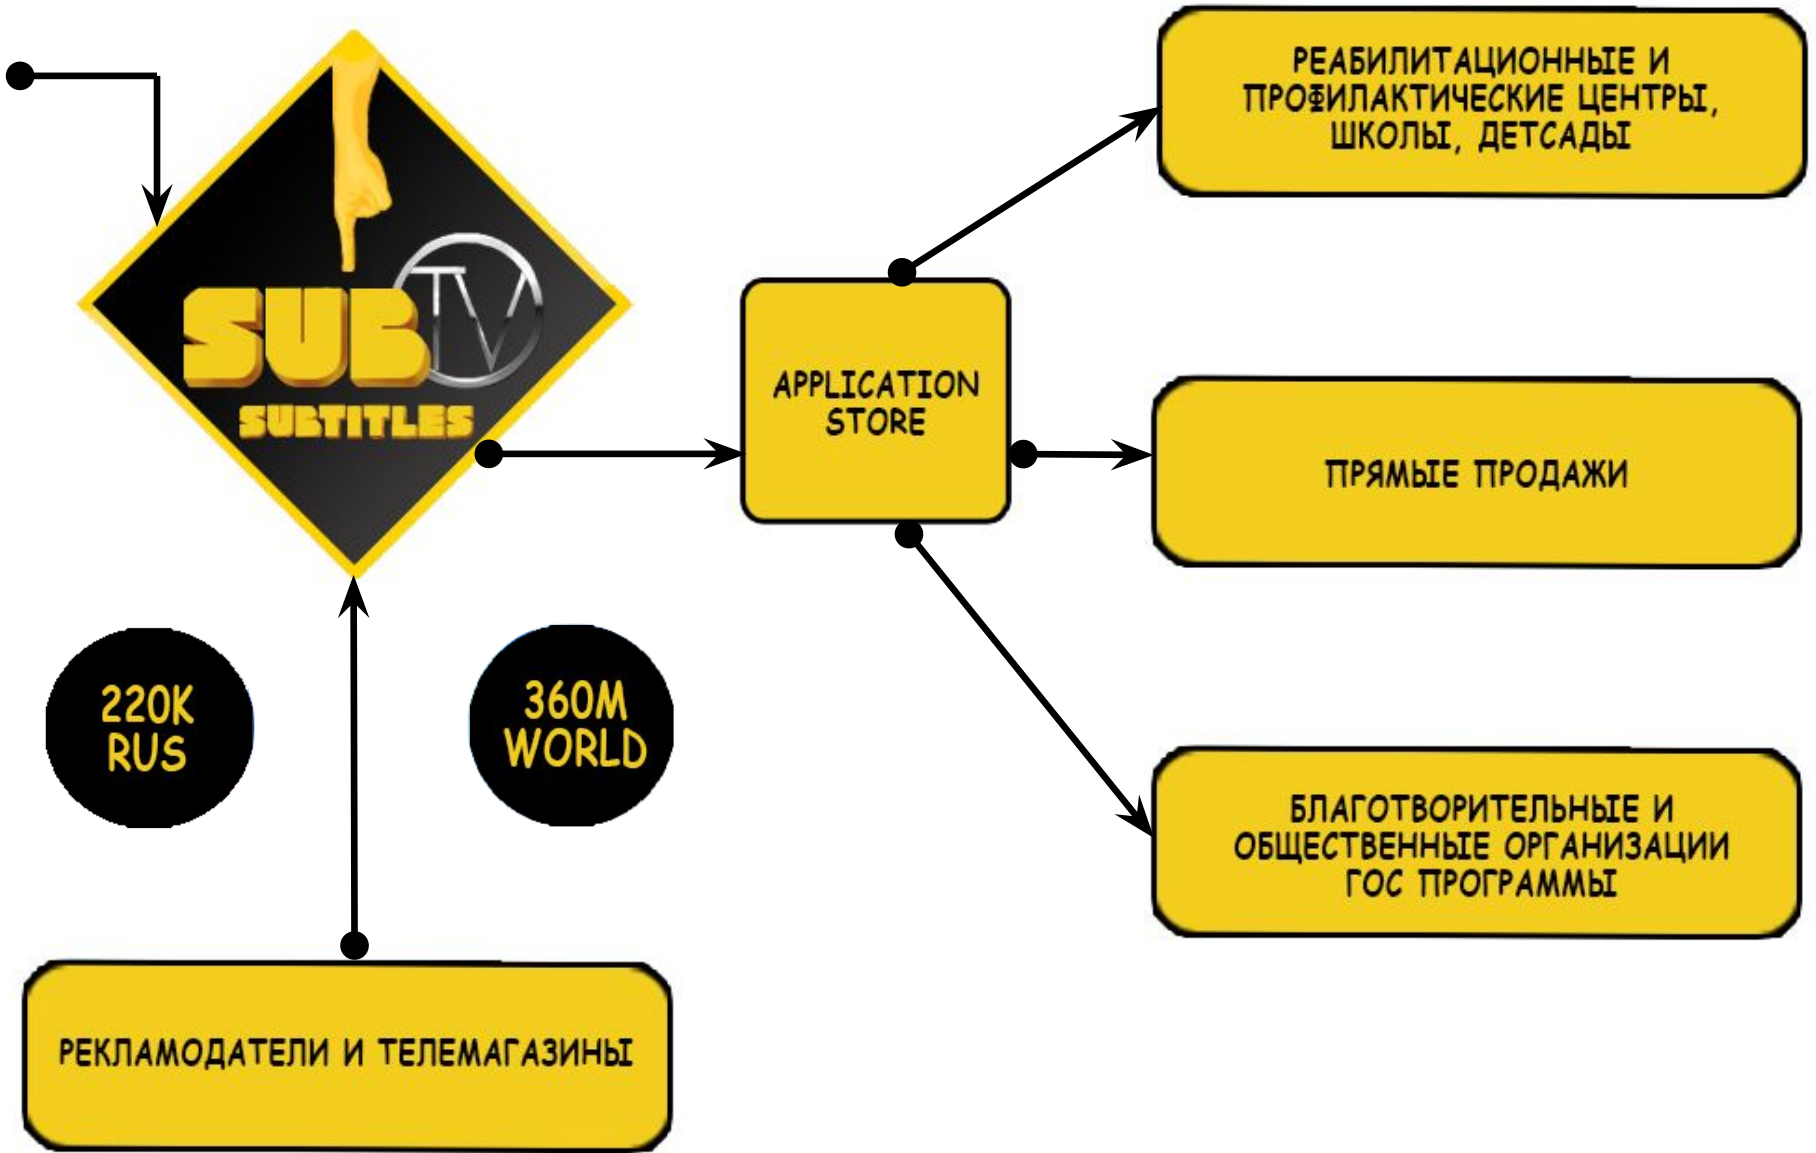 РЕАБИЛИТАЦИОННЫЕ И
ПРОФИЛАКТИЧЕСКИЕ ЦЕНТРЫ,
ШКОЛЫ, ДЕТСАДЫ
SUB TV
SUBTITLES
APPLICATION
STORE
ПРЯМЫЕ ПРОДАЖИ
220K
RUS
360M
WORLD
БЛАГОТВОРИТЕЛЬНЫЕ И
ОБЩЕСТВЕННЫЕ ОРГАНИЗАЦИИ
ГОС ПРОГРАММЫ
РЕКЛАМОДАТЕЛИ И ТЕЛЕМАГАЗИНЫ